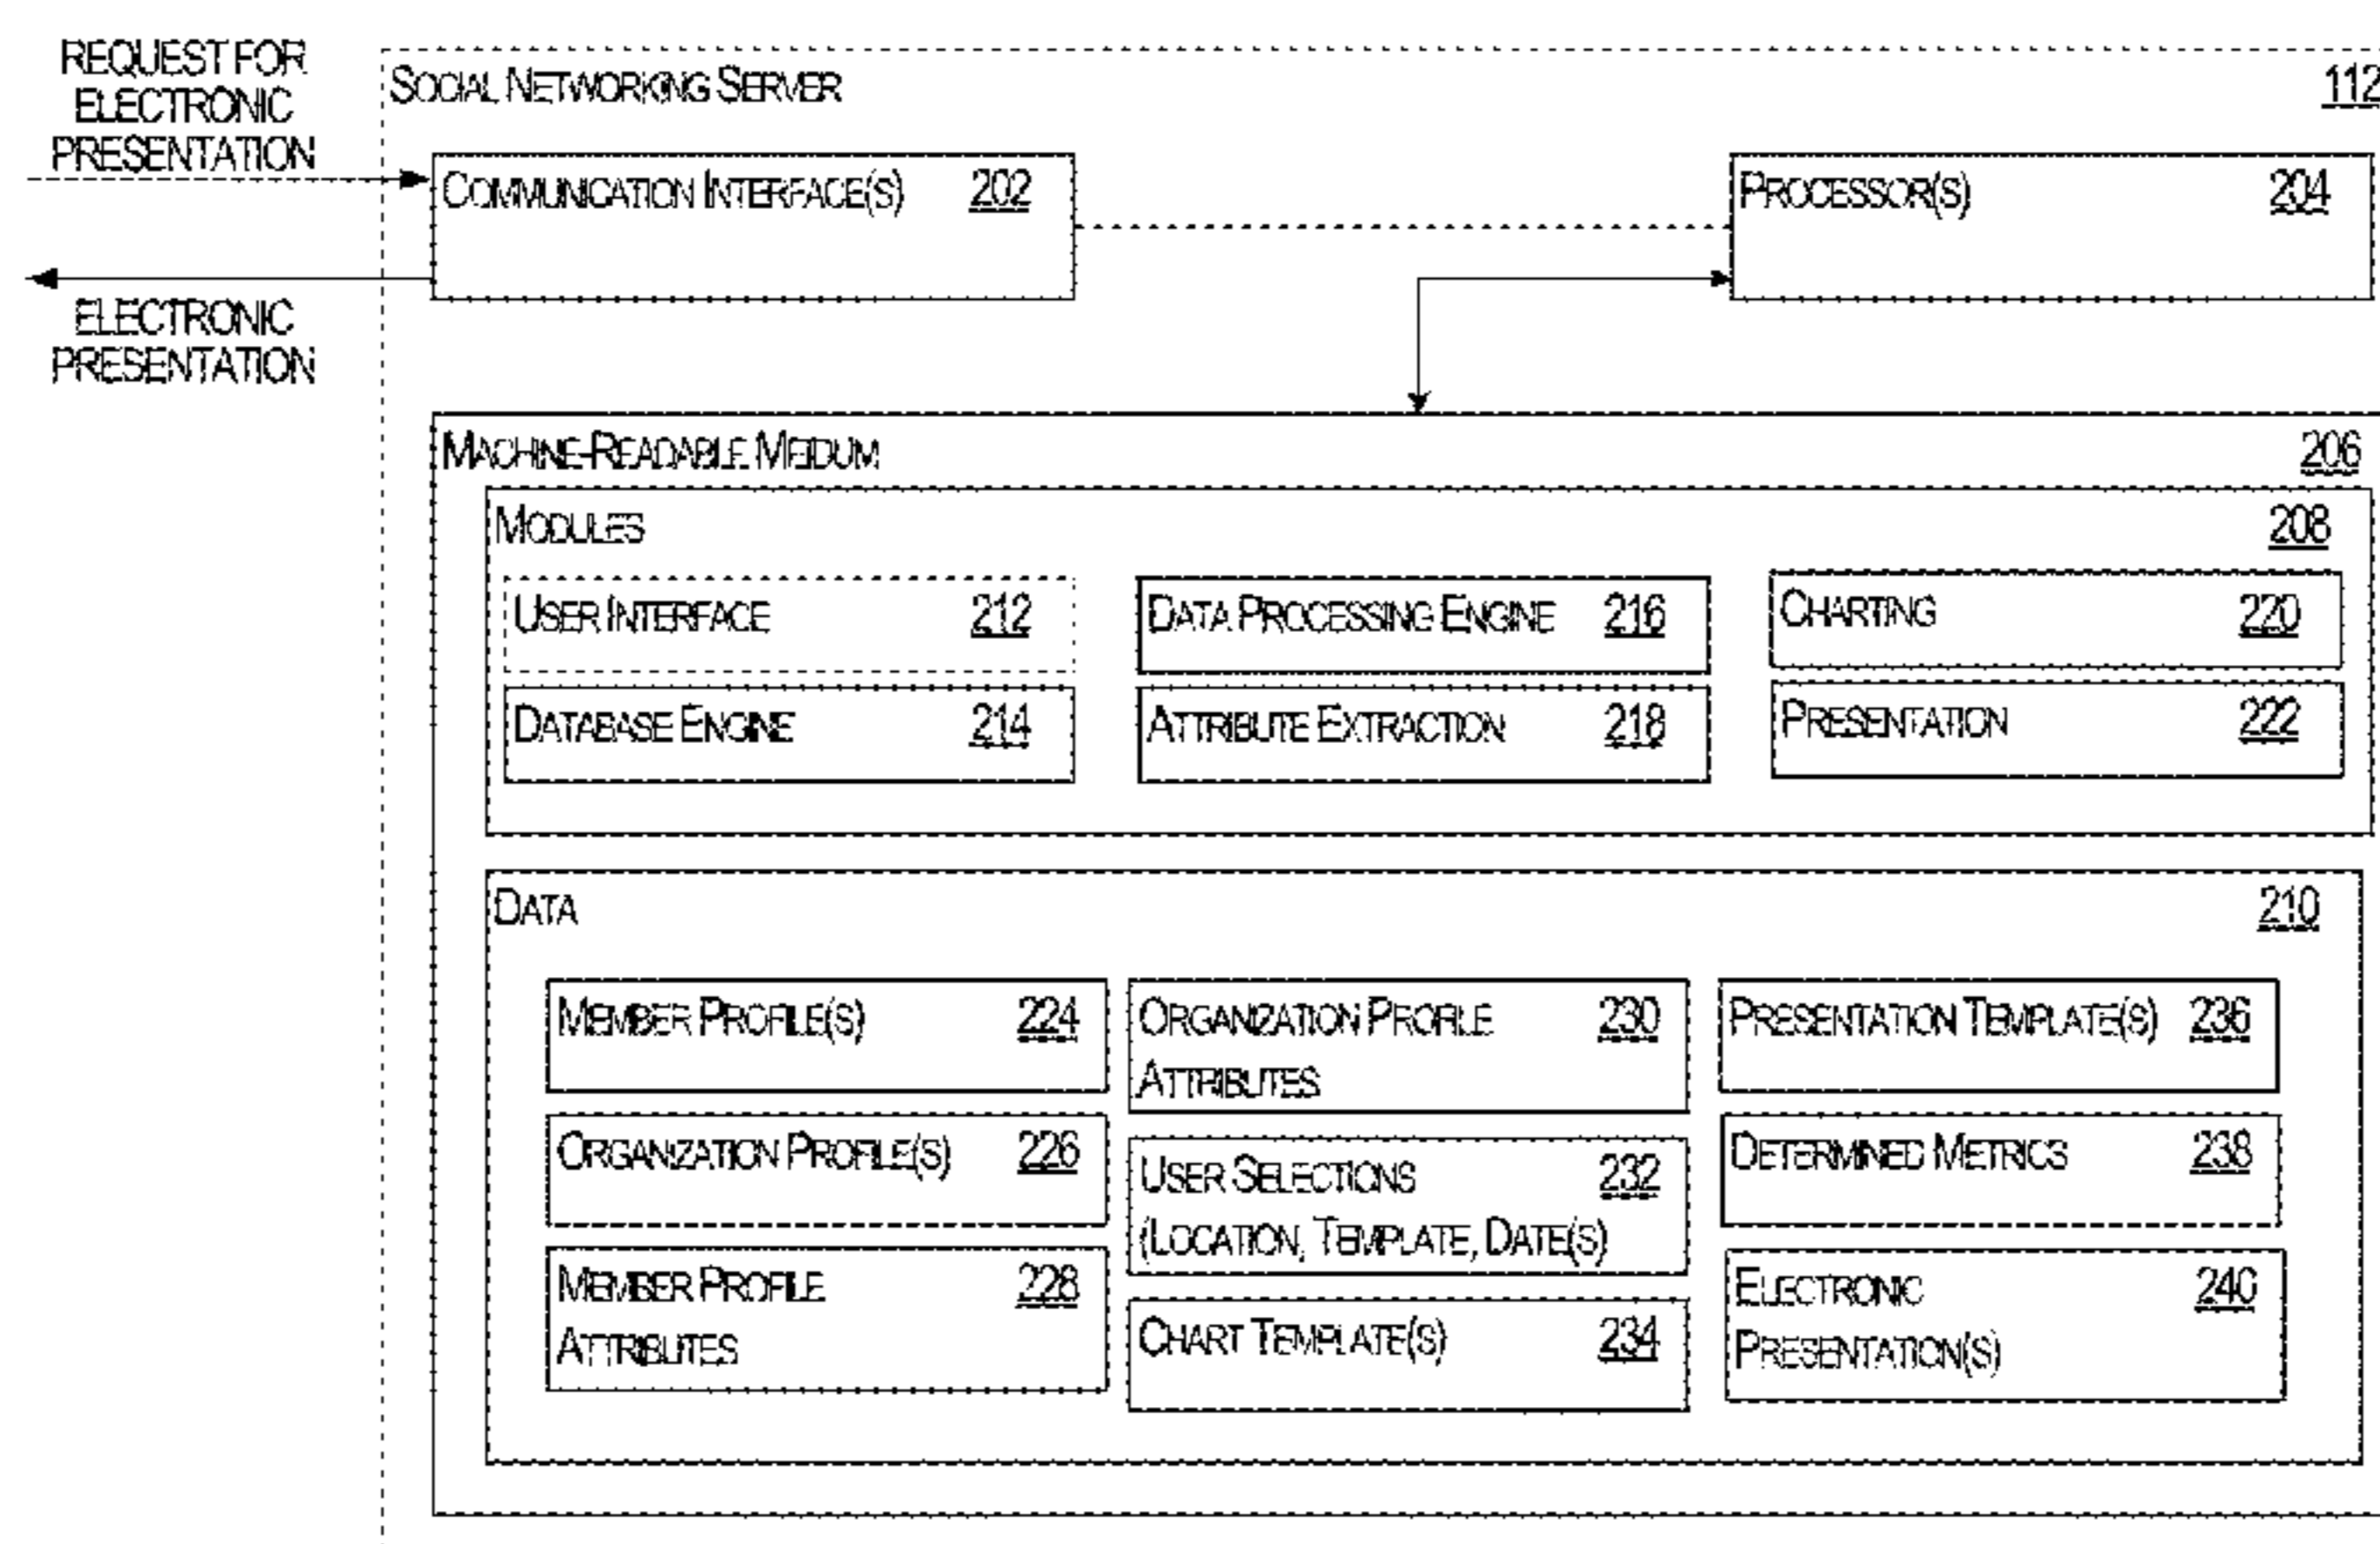 REQUEST FOR
ELECTRONIC
PRESENTATION
SOCIAL NETWORKING SERVER 112
COMMUNICATION INTERFACE(S) 202
PROCESSOR(S) 204
ELECTRONIC
PRESENTATION
MACHINE-READABLE MEIDUM 206
MODULES 208
USER INTERFACE 212
DATA PROCESSING ENGINE 216
CHARTING 220
DATABASE ENGINE 214
ATTRIBUTE EXTRACTION 218
PRESENTATION 222
DATA 210
MEMBER PROFILE(S) 224
ORGANIZATION PROFILE 230
ATTRIBUTES
PRESENTATION TEMPLATE(S) 236
ORGANIZATION PROFILE(S) 226
USER SELECTIONS 232
(LOCATION, TEMPLATE, DATE(S)
DETERMINED METRICS 238
MEMBER PROFILE 228
ATTRIBUTES
CHART TEMPLATE(S) 234
ELECTRONIC 240
PRESENTATION(S)